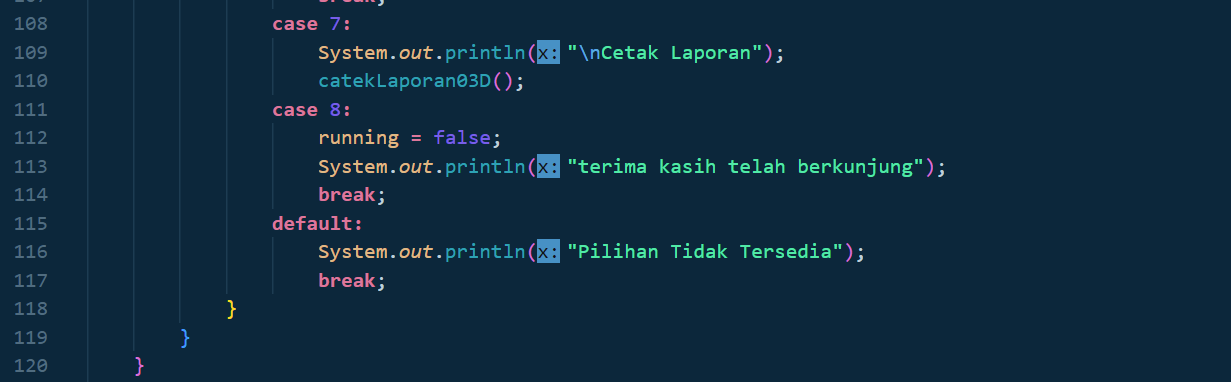 108 case 7:
109 System.out.println(x: "\nCetak Laporan");
110 catekLaporan03D();
111 case 8:
112 running = false;
113 System.out.println(x: "terima kasih telah berkunjung");
114 break;
115 default:
116 System.out.println(x: "Pilihan Tidak Tersedia");
117 break;
118 }
119 }
120 }